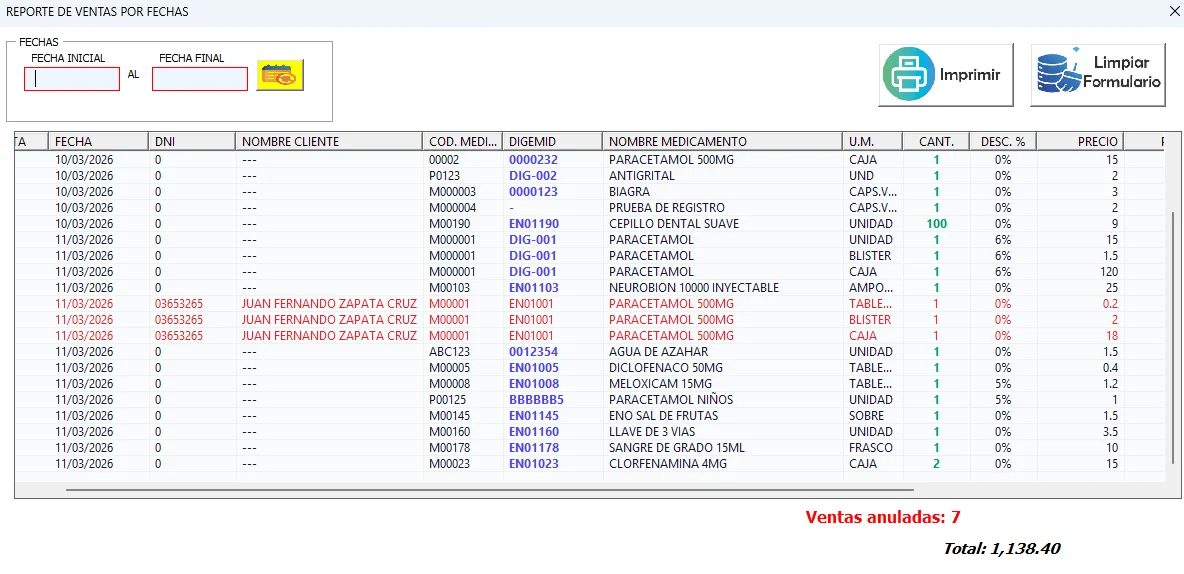 REPORTE DE VENTAS POR FECHAS
FECHAS
FECHA INICIAL AL FECHA FINAL
Imprimir
Limpiar
Formulario
TA FECHA DNI NOMBRE CLIENTE COD. MEDI... DIGEMID NOMBRE MEDICAMENTO U.M. CANT. DESC. % PRECIO
10/03/2026 0 --- 00002 0000232 PARACETAMOL 500MG CAJA 1 0% 15
10/03/2026 0 --- P0123 DIG-002 ANTIGRITAL UND 1 0% 2
10/03/2026 0 --- M000003 0000123 BIAGRA CAPS.V... 1 0% 3
10/03/2026 0 --- M000004 - PRUEBA DE REGISTRO CAPS.V... 1 0% 2
10/03/2026 0 --- M00190 EN01190 CEPILLO DENTAL SUAVE UNIDAD 100 0% 9
11/03/2026 0 --- M000001 DIG-001 PARACETAMOL UNIDAD 1 6% 15
11/03/2026 0 --- M000001 DIG-001 PARACETAMOL BLISTER 1 6% 1.5
11/03/2026 0 --- M000001 DIG-001 PARACETAMOL CAJA 1 6% 120
11/03/2026 0 --- M00103 EN01103 NEUROBION 10000 INYECTABLE AMPO... 1 0% 25
11/03/2026 03653265 JUAN FERNANDO ZAPATA CRUZ M00001 EN01001 PARACETAMOL 500MG TABLE... 1 0% 0.2
11/03/2026 03653265 JUAN FERNANDO ZAPATA CRUZ M00001 EN01001 PARACETAMOL 500MG BLISTER 1 0% 2
11/03/2026 03653265 JUAN FERNANDO ZAPATA CRUZ M00001 EN01001 PARACETAMOL 500MG CAJA 1 0% 18
11/03/2026 0 --- ABC123 0012354 AGUA DE AZAHAR UNIDAD 1 0% 1.5
11/03/2026 0 --- M00005 EN01005 DICLOFENACO 50MG TABLE... 1 0% 0.4
11/03/2026 0 --- M00008 EN01008 MELOXICAM 15MG TABLE... 1 5% 1.2
11/03/2026 0 --- P00125 BBBBBB5 PARACETAMOL NIÑOS UNIDAD 1 5% 1
11/03/2026 0 --- M00145 EN01145 ENO SAL DE FRUTAS SOBRE 1 0% 1.5
11/03/2026 0 --- M00160 EN01160 LLAVE DE 3 VIAS UNIDAD 1 0% 3.5
11/03/2026 0 --- M00178 EN01178 SANGRE DE GRADO 15ML FRASCO 1 0% 10
11/03/2026 0 --- M00023 EN01023 CLORFENAMINA 4MG CAJA 2 0% 15
Ventas anuladas: 7
Total: 1,138.40